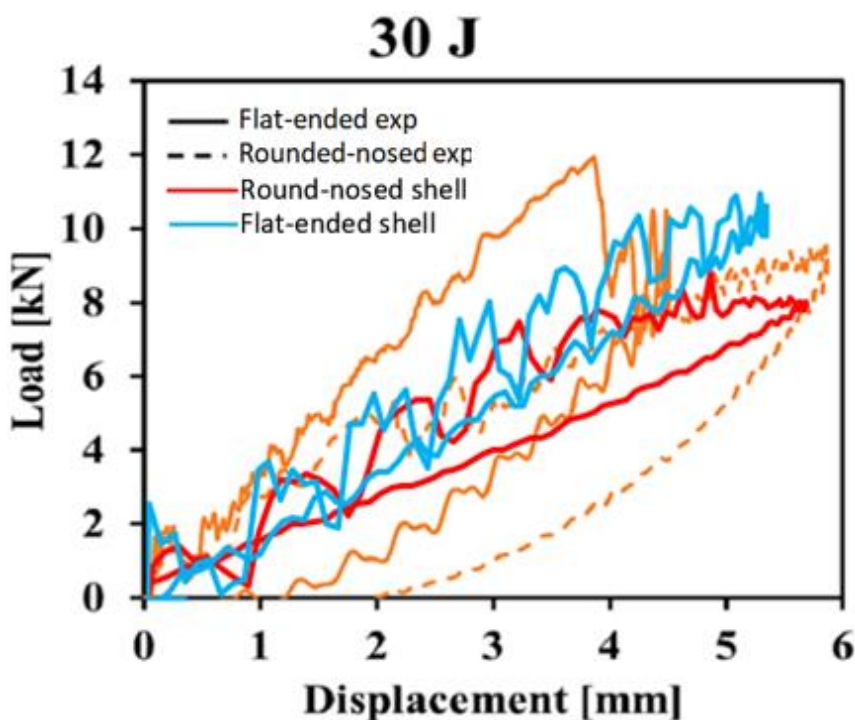 30 J
14
Flat-ended exp
Rounded-nosed exp
12
Round-nosed shell
Flat-ended shell
10
8
6
4
2
0
Load [kN]
0 1 2 3 4 5 6
Displacement [mm]